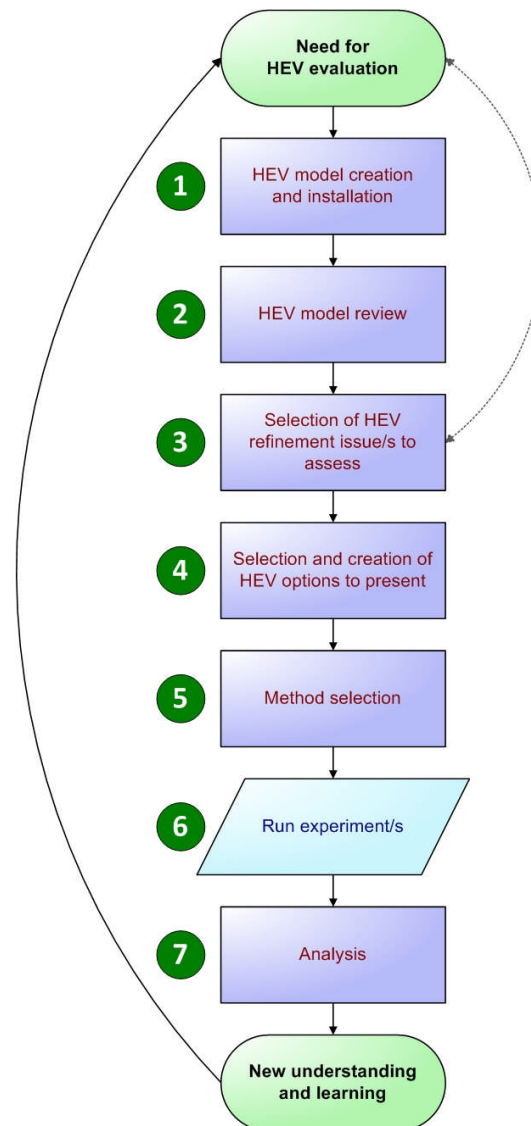 Need for
HEV evaluation
1
HEV model creation
and installation
2
HEV model review
3
Selection of HEV
refinement issue/s to
assess
4
Selection and creation of
HEV options to present
5
Method selection
6
Run experiment/s
7
Analysis
New understanding
and learning